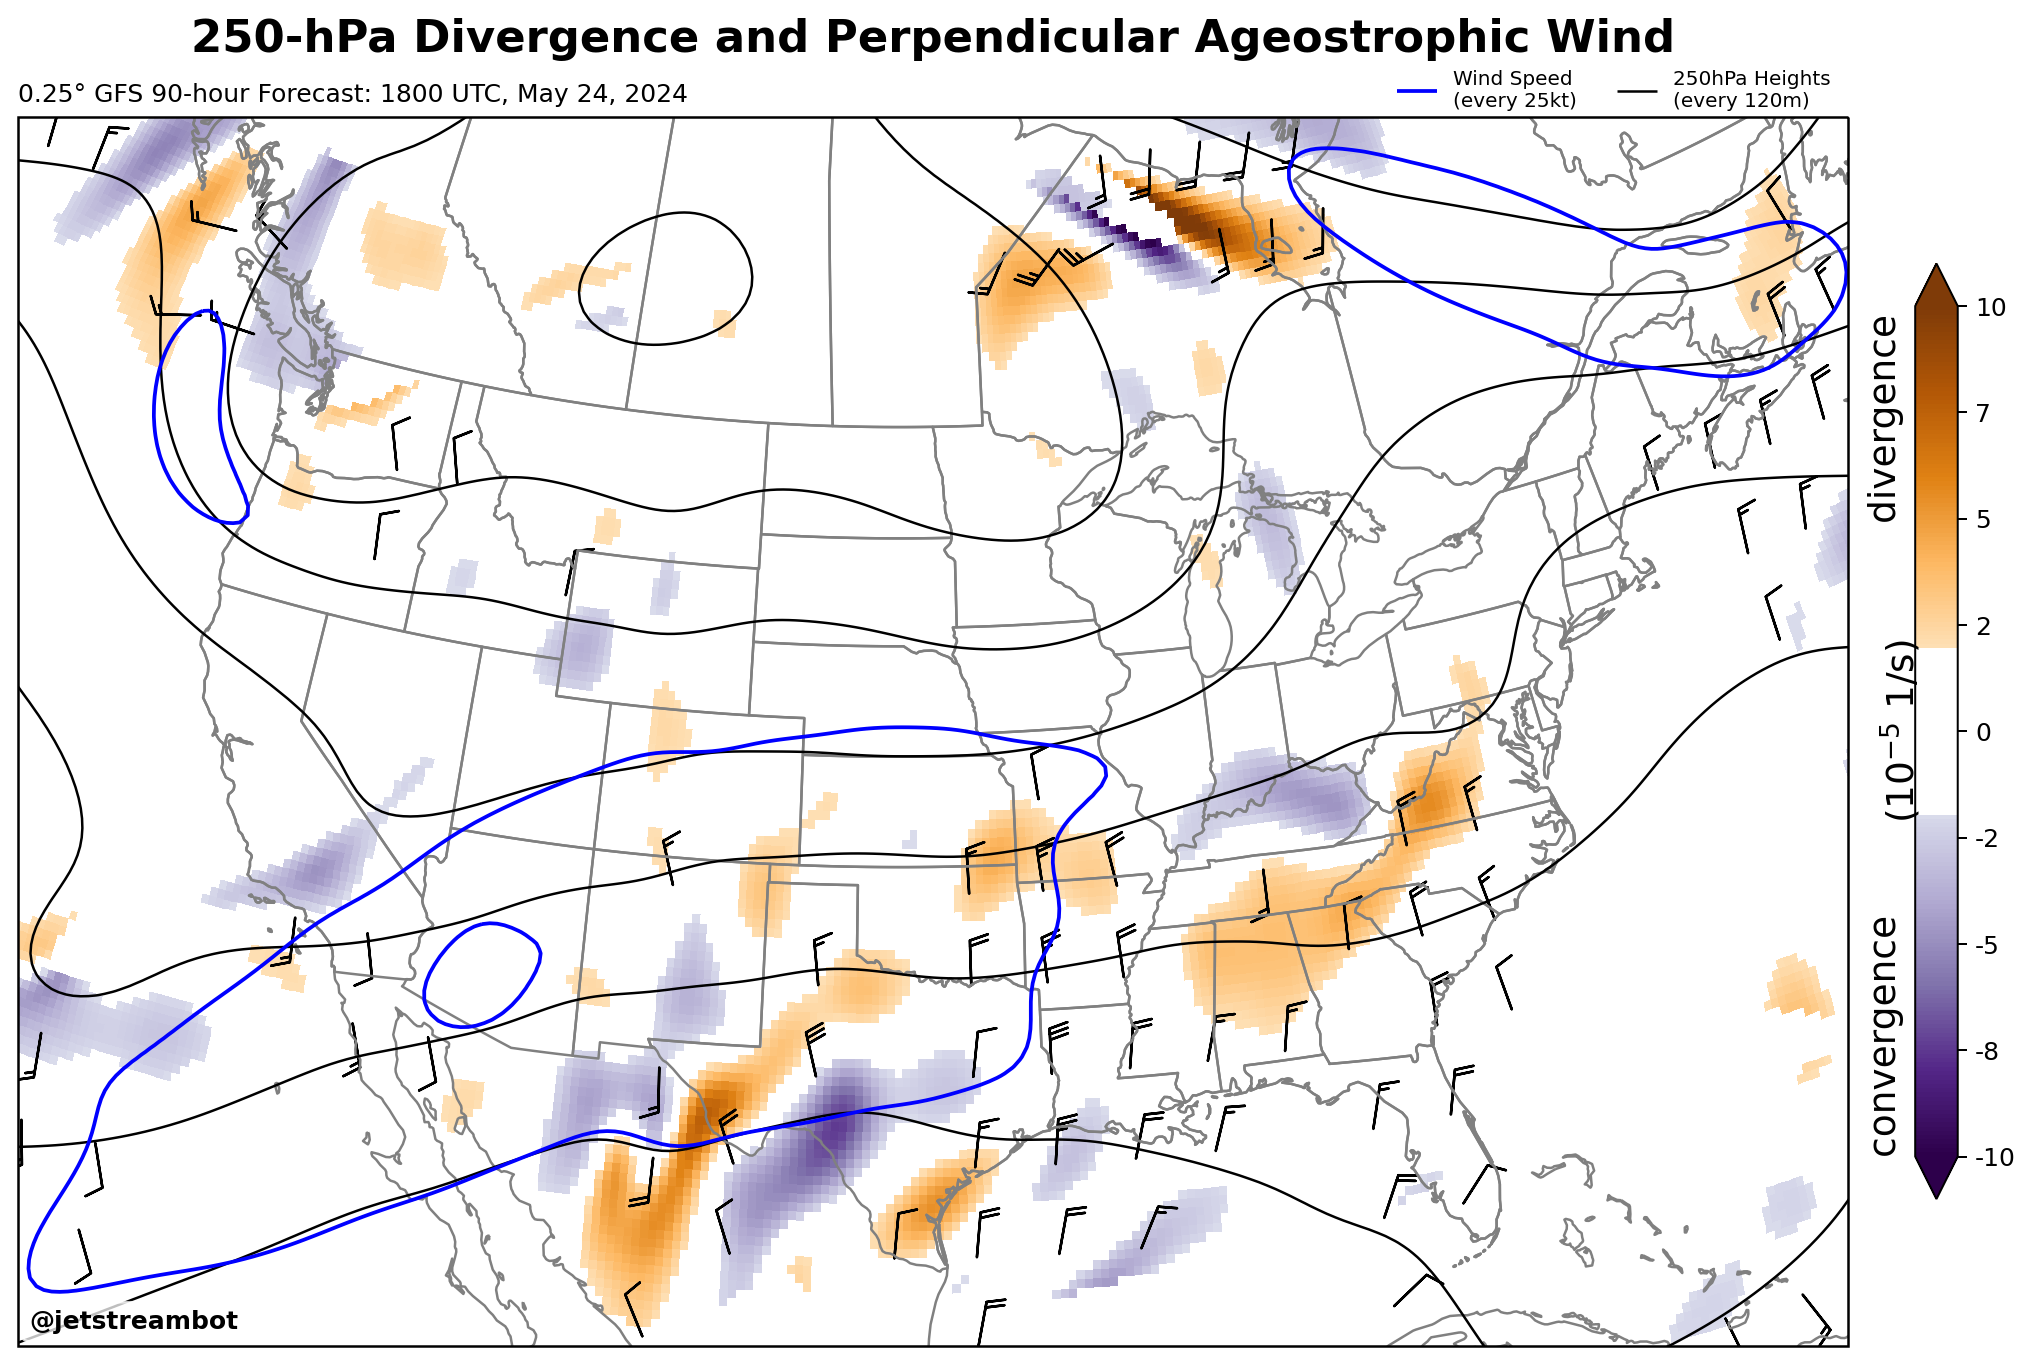 250-hPa Divergence and Perpendicular Ageostrophic Wind
0.25° GFS 90-hour Forecast: 1800 UTC, May 24, 2024
Wind Speed
(every 25kt)
250hPa Heights
(every 120m)
10
7
5
2
0
-2
-5
-8
-10
divergence
(10⁻⁵ 1/s)
convergence
@jetstreambot